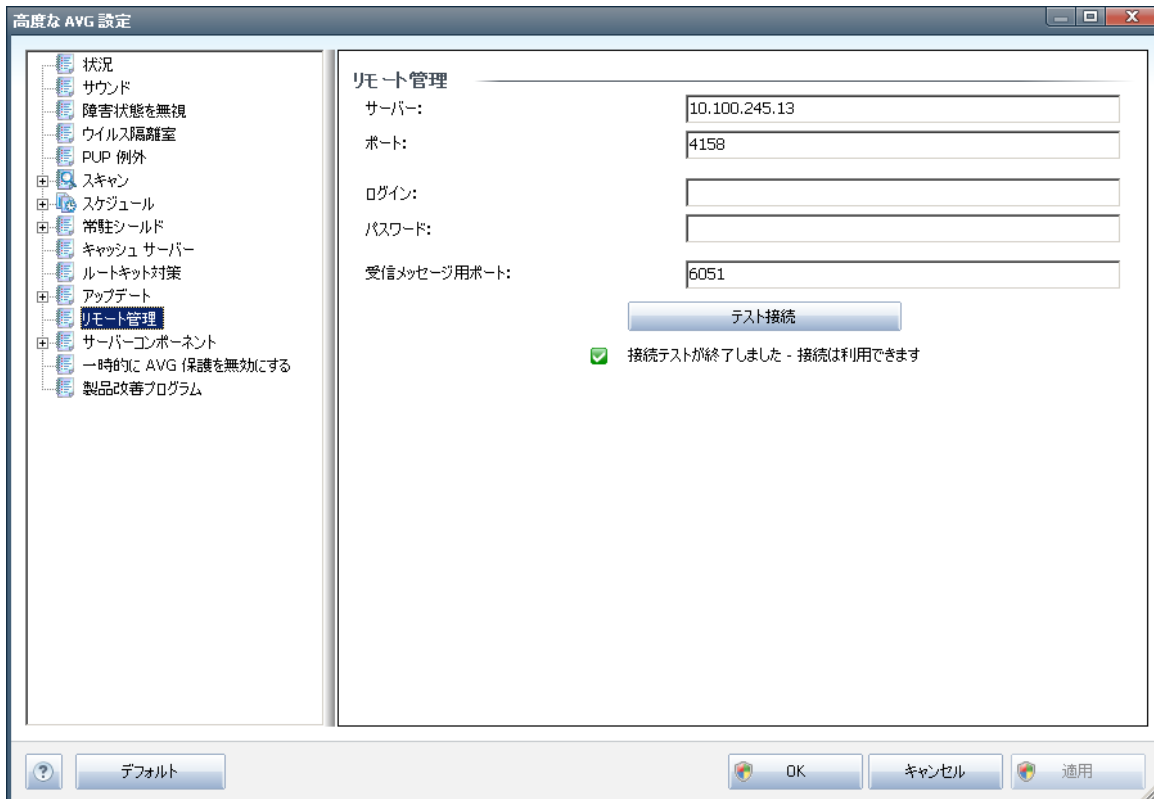 高度な AVG 設定
状況
サウンド
障害状態を無視
ウイルス隔離室
PUP 例外
スキャン
スケジュール
常駐シールド
キャッシュ サーバー
ルートキット対策
アップデート
リモート管理
サーバーコンポーネント
一時的に AVG 保護を無効にする
製品改善プログラム
リモート管理
サーバー: 10.100.245.13
ポート: 4158
ログイン:
パスワード:
受信メッセージ用ポート: 6051
テスト接続
接続テストが終了しました - 接続は利用できます
? デフォルト OK キャンセル 適用